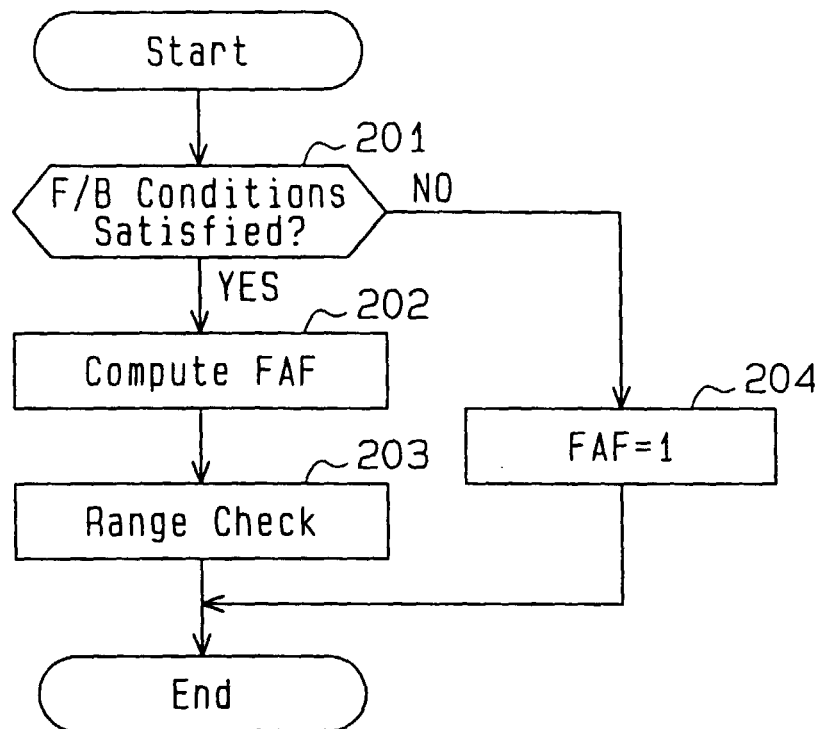 Start
201
F/B Conditions
Satisfied?
NO
YES
202
Compute FAF
204
FAF=1
203
Range Check
End